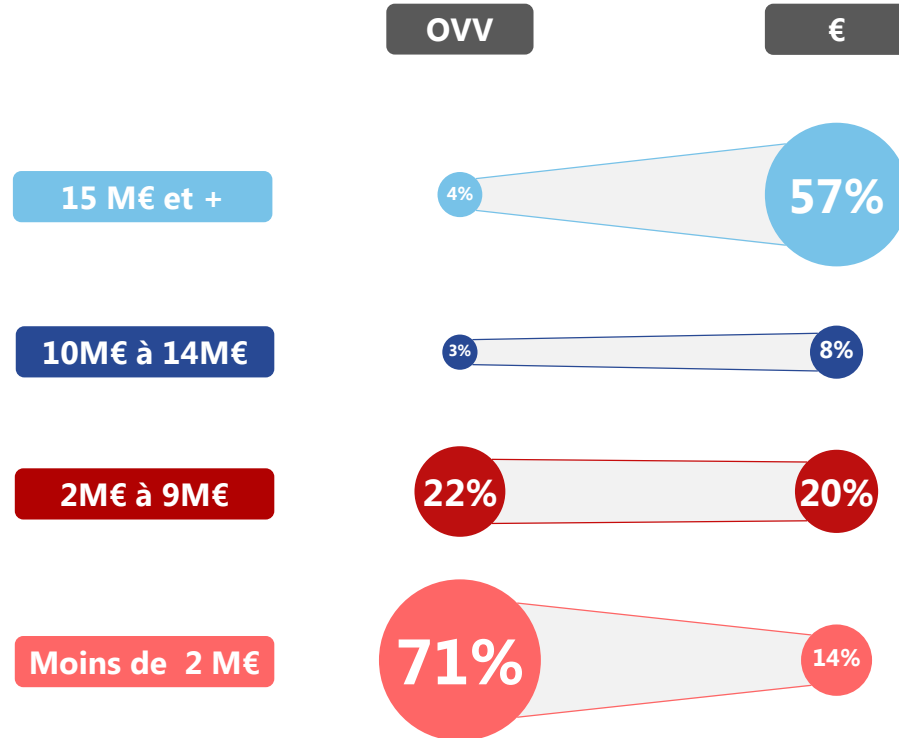 OVV €
15 M€ et + 4% 57%
10M€ à 14M€ 3% 8%
2M€ à 9M€ 22% 20%
Moins de 2 M€ 71% 14%